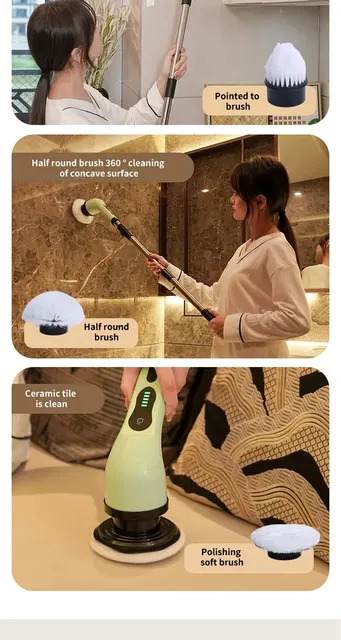 Pointed to
brush
Half round brush 360 ° cleaning
of concave surface
Half round
brush
Ceramic tile
is clean
Polishing
soft brush